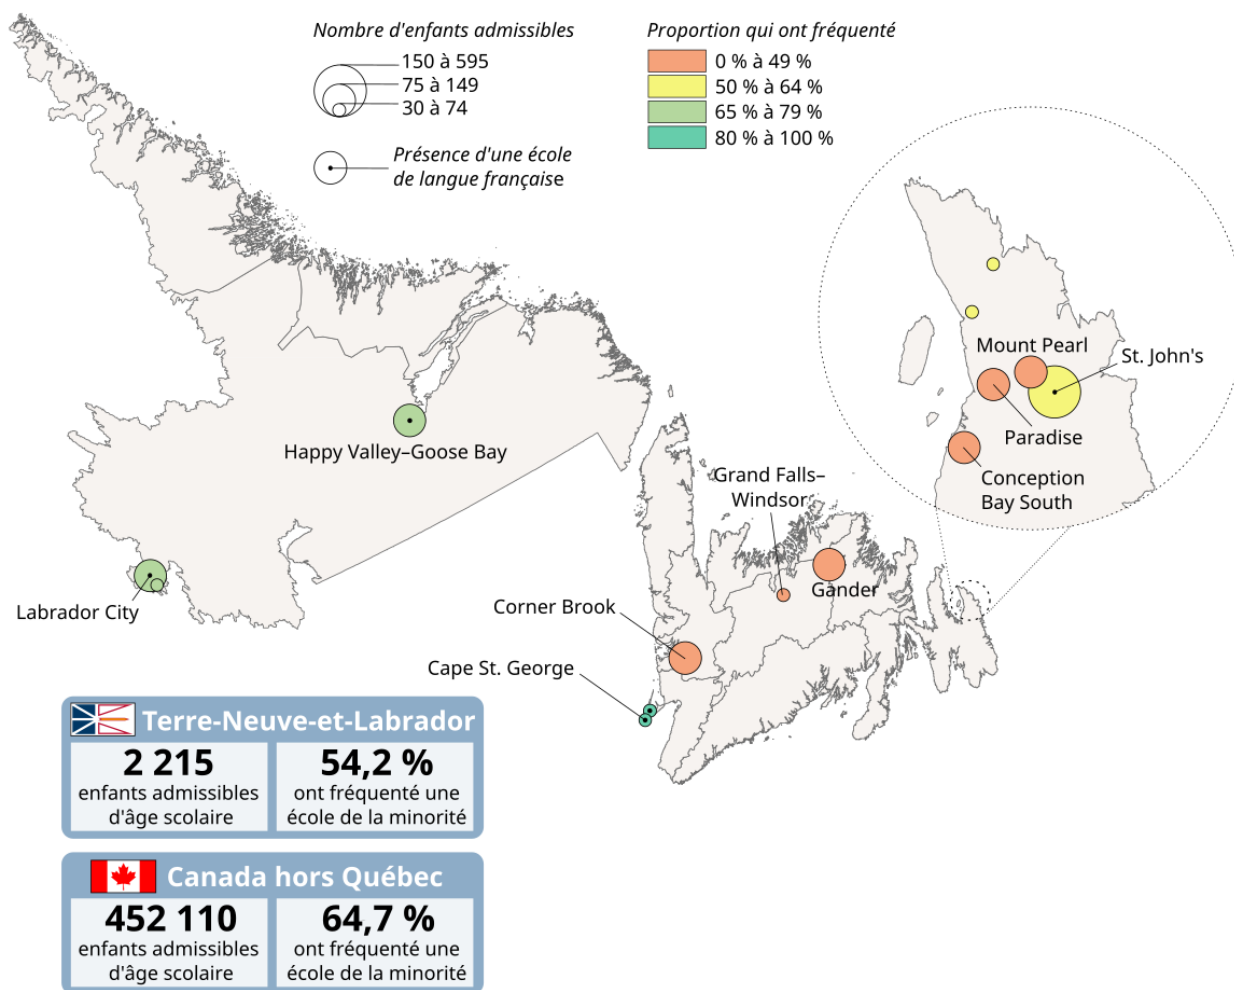 Nombre d'enfants admissibles
150 à 595
75 à 149
30 à 74
Présence d'une école
de langue française
Proportion qui ont fréquenté
0 % à 49 %
50 % à 64 %
65 % à 79 %
80 % à 100 %
Mount Pearl
St. John's
Paradise
Conception
Bay South
Happy Valley–Goose Bay
Grand Falls–
Windsor
Gander
Labrador City
Corner Brook
Cape St. George
Terre-Neuve-et-Labrador
2 215
enfants admissibles
d'âge scolaire
54,2 %
ont fréquenté une
école de la minorité
Canada hors Québec
452 110
enfants admissibles
d'âge scolaire
64,7 %
ont fréquenté une
école de la minorité